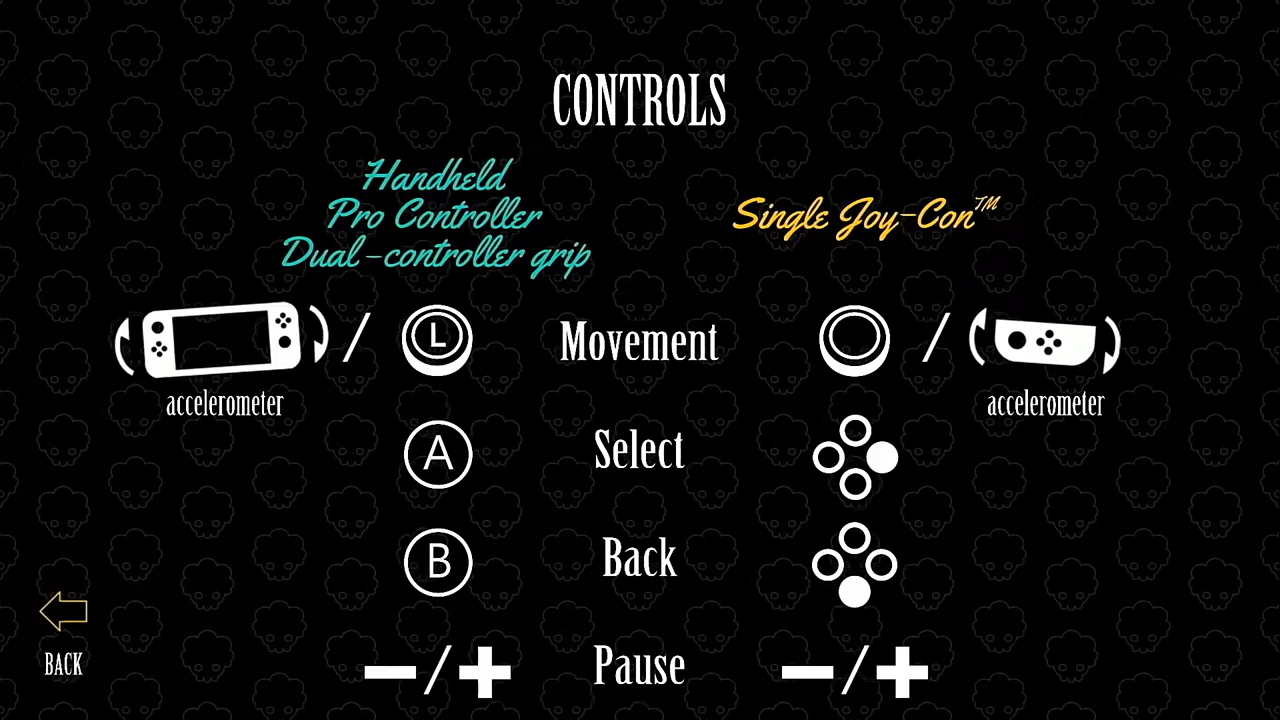 CONTROLS
Handheld
Pro Controller
Dual-controller grip
Single Joy-Con™
L
Movement
accelerometer
accelerometer
A
Select
B
Back
-/+
Pause
-/+
BACK